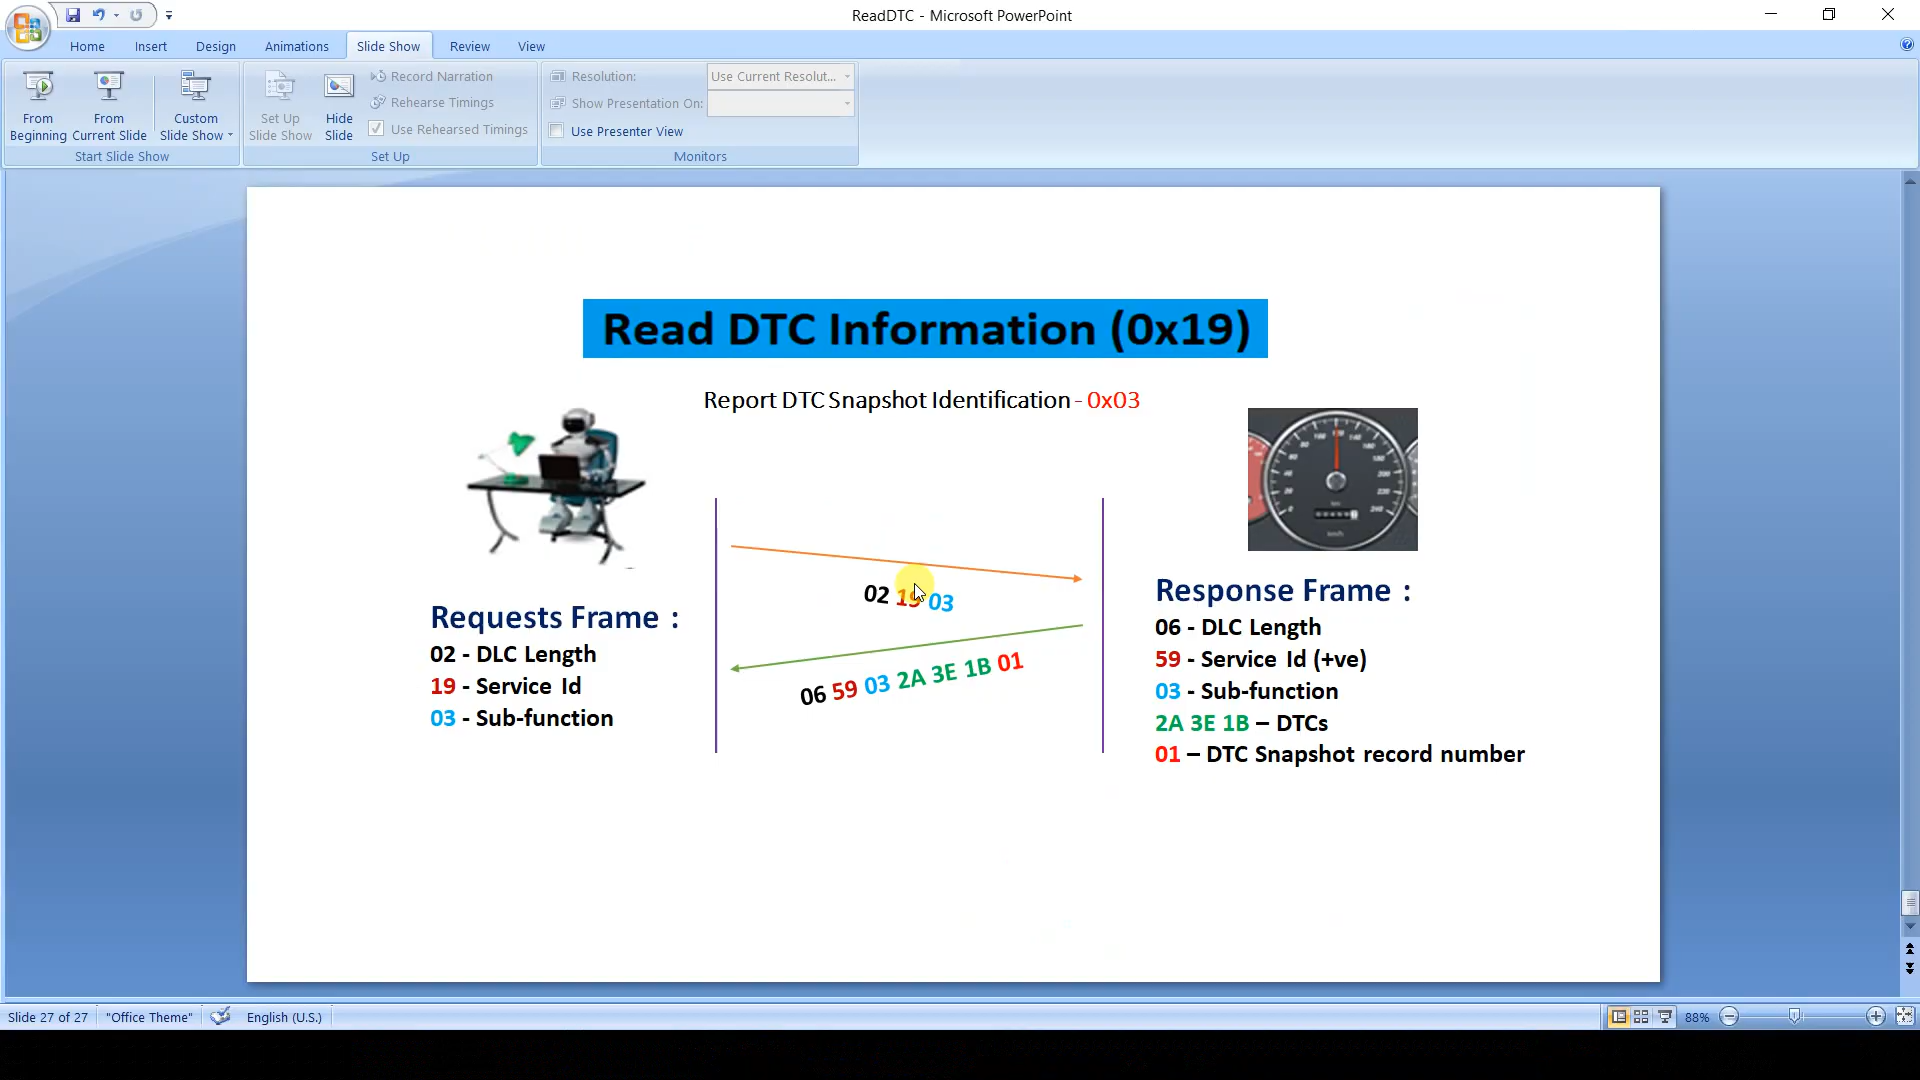 ReadDTC - Microsoft PowerPoint
Home Insert Design Animations Slide Show Review View
From Beginning
From Current Slide
Custom Slide Show
Start Slide Show
Set Up Slide Show
Hide Slide
Record Narration
Rehearse Timings
Use Rehearsed Timings
Set Up
Resolution: Use Current Resolut...
Show Presentation On:
Use Presenter View
Monitors
Read DTC Information (0x19)
Report DTC Snapshot Identification - 0x03
02 19 03
06 59 03 2A 3E 1B 01
Requests Frame :
02 - DLC Length
19 - Service Id
03 - Sub-function
Response Frame :
06 - DLC Length
59 - Service Id (+ve)
03 - Sub-function
2A 3E 1B – DTCs
01 – DTC Snapshot record number
Slide 27 of 27 "Office Theme" English (U.S.) 88%